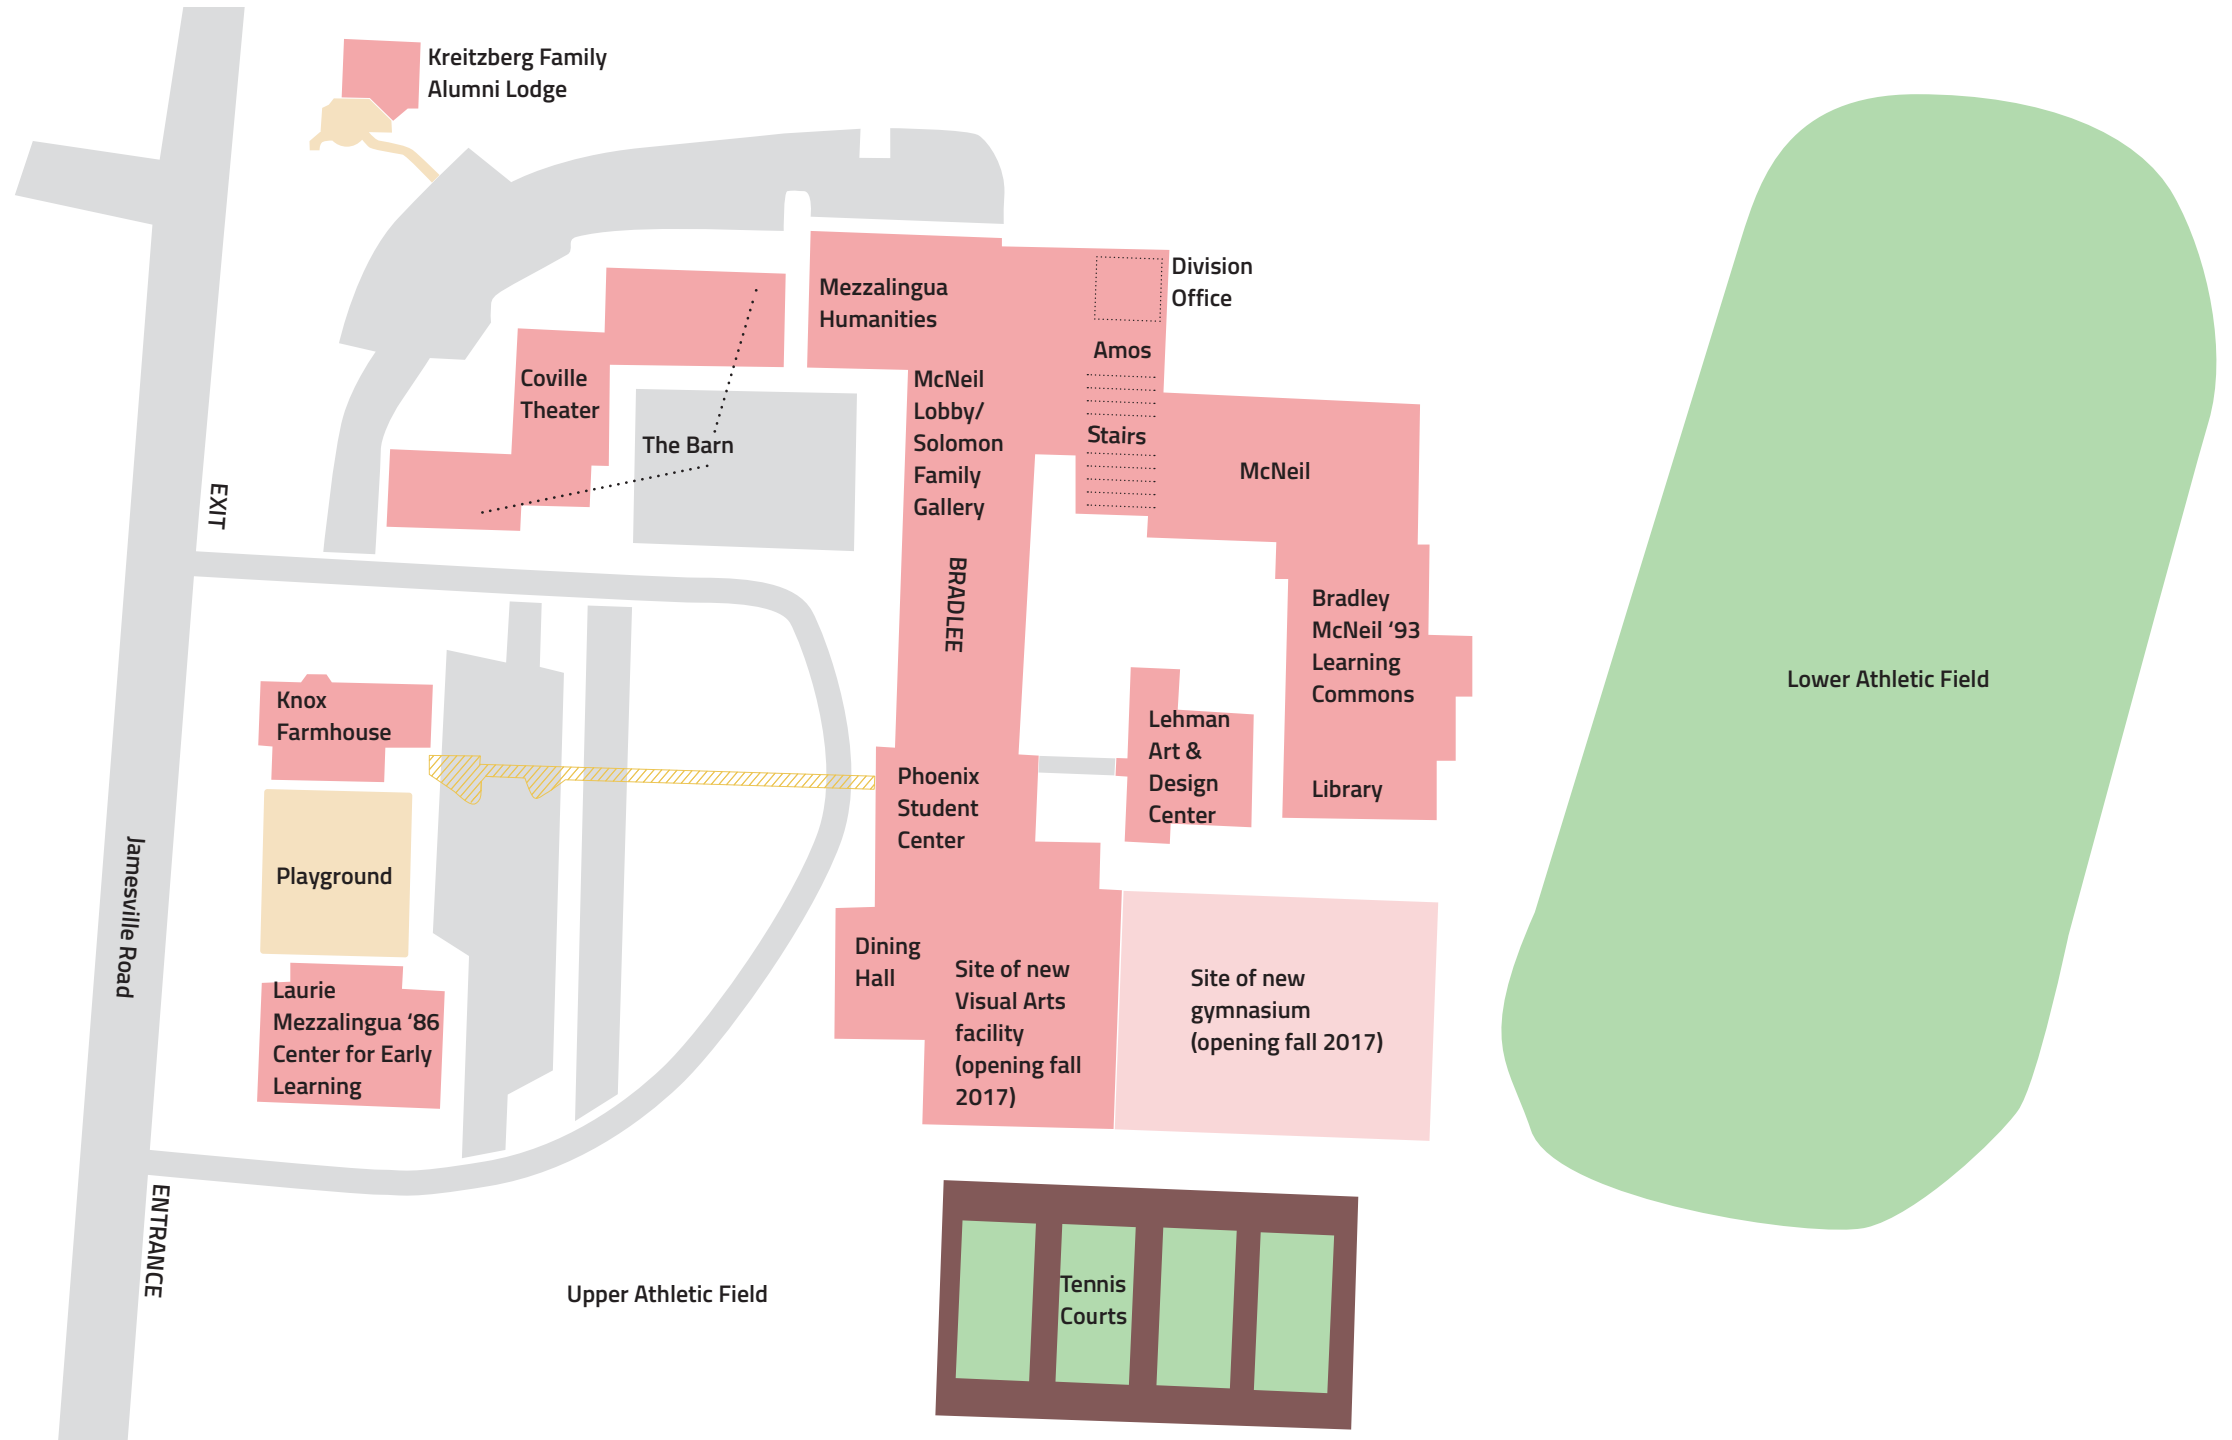 Kreitzberg Family
Alumni Lodge
Division
Office
Mezzalingua
Humanities
Amos
Coville
Theater
McNeil
Lobby/
Solomon
Family
Gallery
The Barn
Stairs
McNeil
EXIT
BRADLEE
Bradley
McNeil ‘93
Learning
Commons
Library
Lower Athletic Field
Knox
Farmhouse
Lehman
Art &
Design
Center
Phoenix
Student
Center
Jamesville Road
Playground
Dining
Hall
Site of new
Visual Arts
facility
(opening fall
2017)
Site of new
gymnasium
(opening fall 2017)
Laurie
Mezzalingua ‘86
Center for Early
Learning
ENTRANCE
Upper Athletic Field
Tennis
Courts